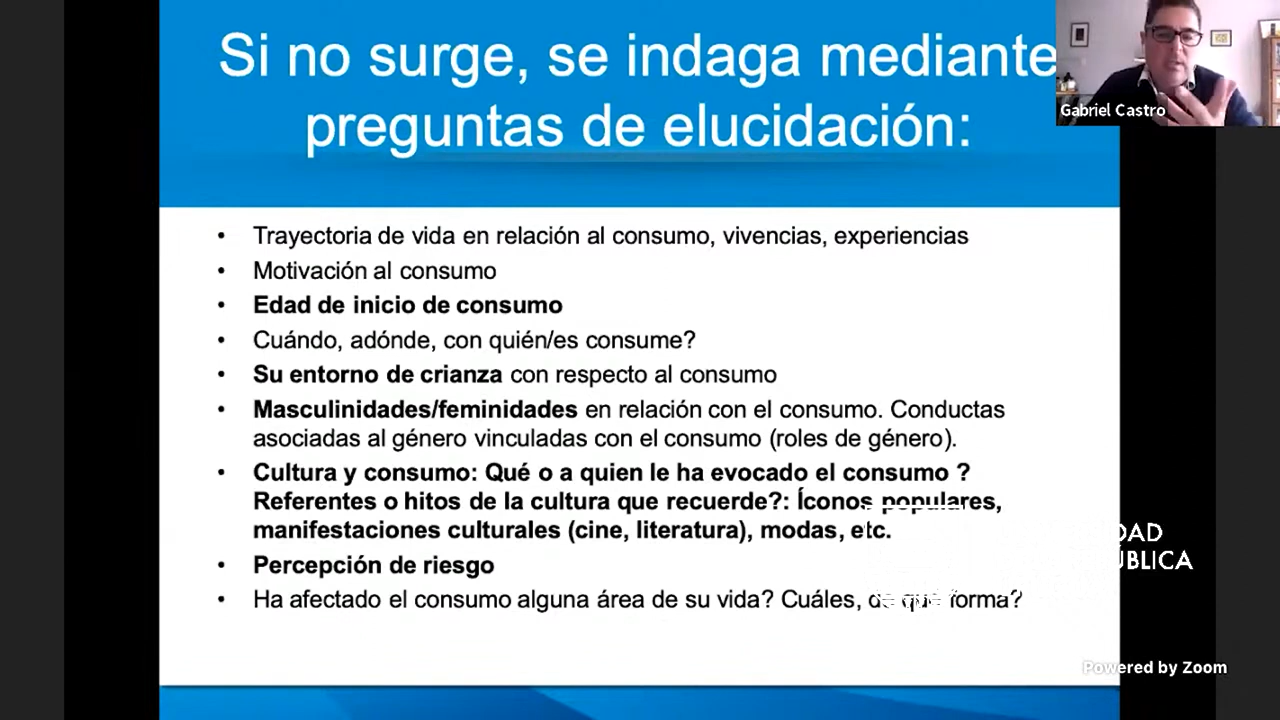 Si no surge, se indaga mediante
preguntas de elucidación:
Gabriel Castro
• Trayectoria de vida en relación al consumo, vivencias, experiencias
• Motivación al consumo
• Edad de inicio de consumo
• Cuándo, adónde, con quién/es consume?
• Su entorno de crianza con respecto al consumo
• Masculinidades/feminidades en relación con el consumo. Conductas
asociadas al género vinculadas con el consumo (roles de género).
• Cultura y consumo: Qué o a quien le ha evocado el consumo ?
Referentes o hitos de la cultura que recuerde?: Íconos populares,
manifestaciones culturales (cine, literatura), modas, etc.
• Percepción de riesgo
• Ha afectado el consumo alguna área de su vida? Cuáles, de qué forma?
DAD
ÚBLICA
Powered by Zoom